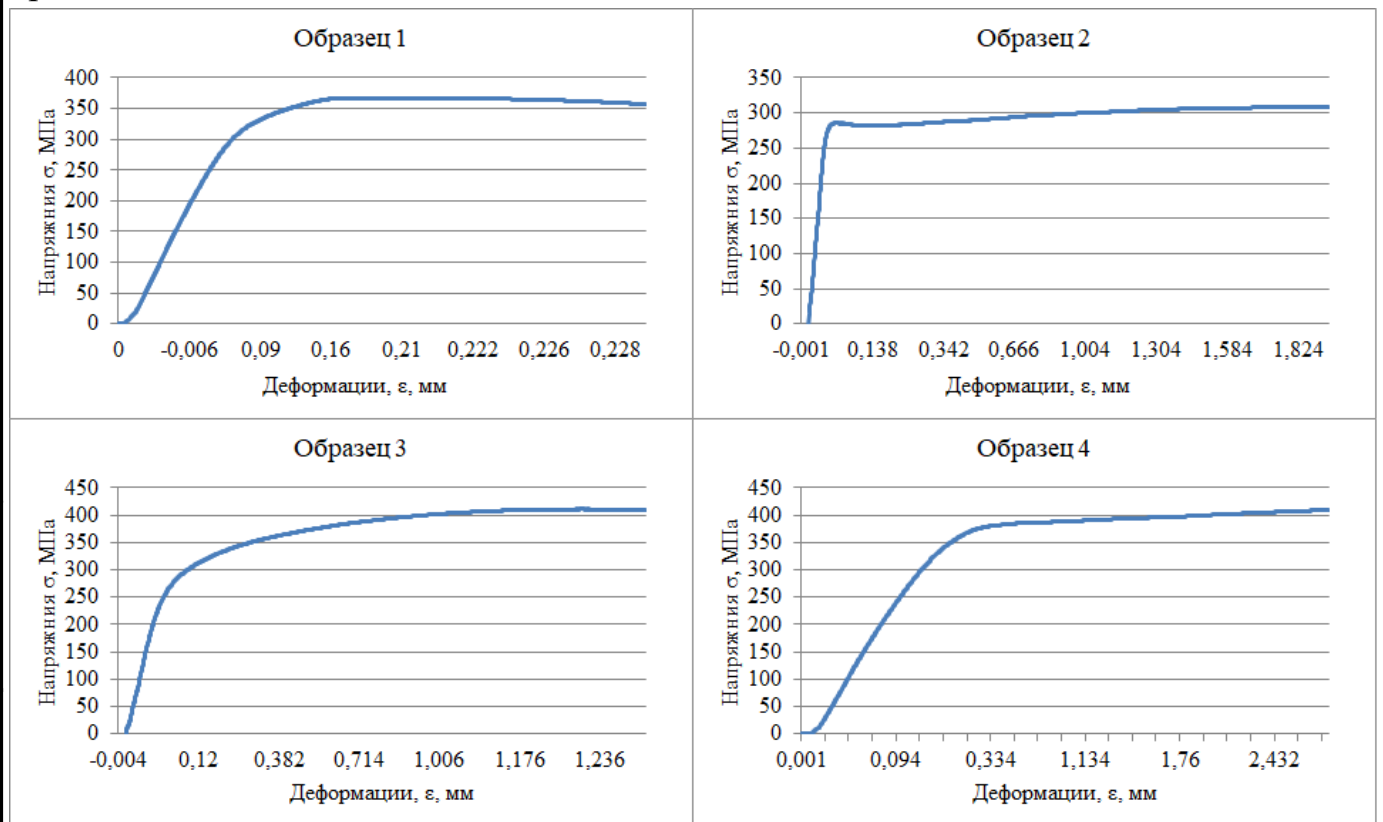 Образец 1
400
350
300
250
200
150
100
50
0
Напряжния σ, МПа
0 -0,006 0,09 0,16 0,21 0,222 0,226 0,228
Деформации, ε, мм
Образец 2
350
300
250
200
150
100
50
0
Напряжния σ, МПа
-0,001 0,138 0,342 0,666 1,004 1,304 1,584 1,824
Деформации, ε, мм
Образец 3
450
400
350
300
250
200
150
100
50
0
Напряжния σ, МПа
-0,004 0,12 0,382 0,714 1,006 1,176 1,236
Деформации, ε, мм
Образец 4
450
400
350
300
250
200
150
100
50
0
Напряжния σ, МПа
0,001 0,094 0,334 1,134 1,76 2,432
Деформации, ε, мм